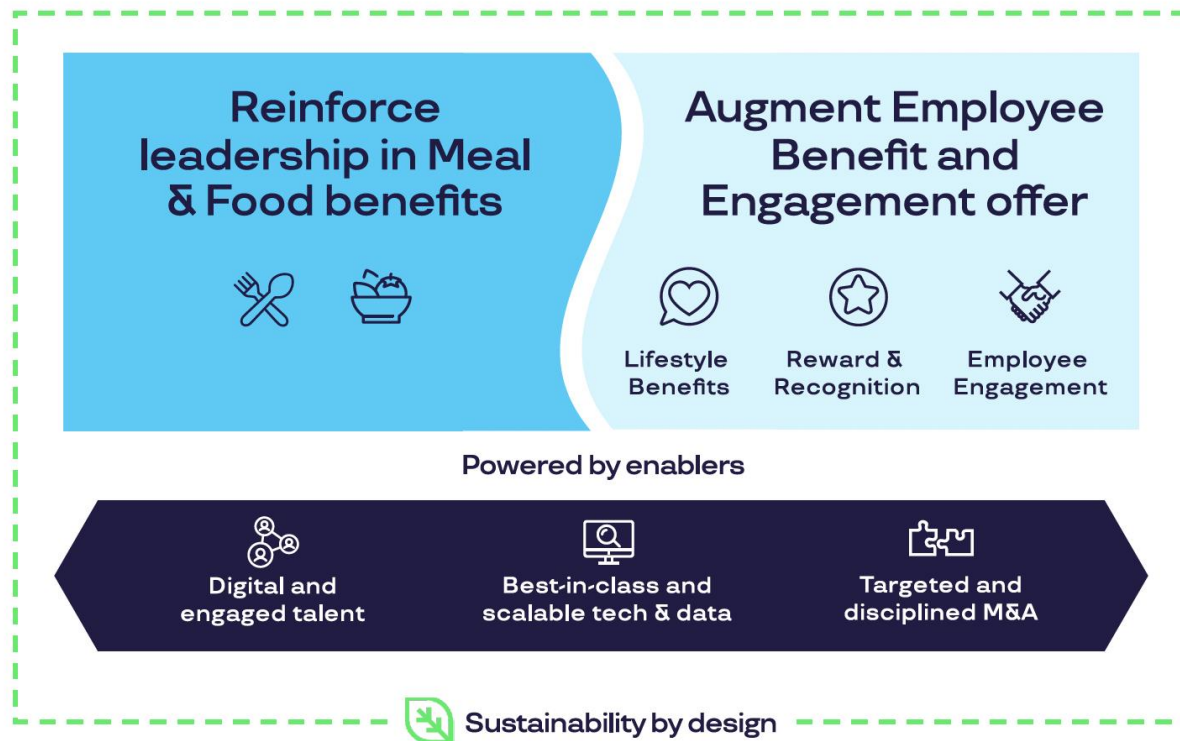 Reinforce
leadership in Meal
& Food benefits
Augment Employee
Benefit and
Engagement offer
Lifestyle
Benefits
Reward &
Recognition
Employee
Engagement
Powered by enablers
Digital and
engaged talent
Best-in-class and
scalable tech & data
Targeted and
disciplined M&A
Sustainability by design